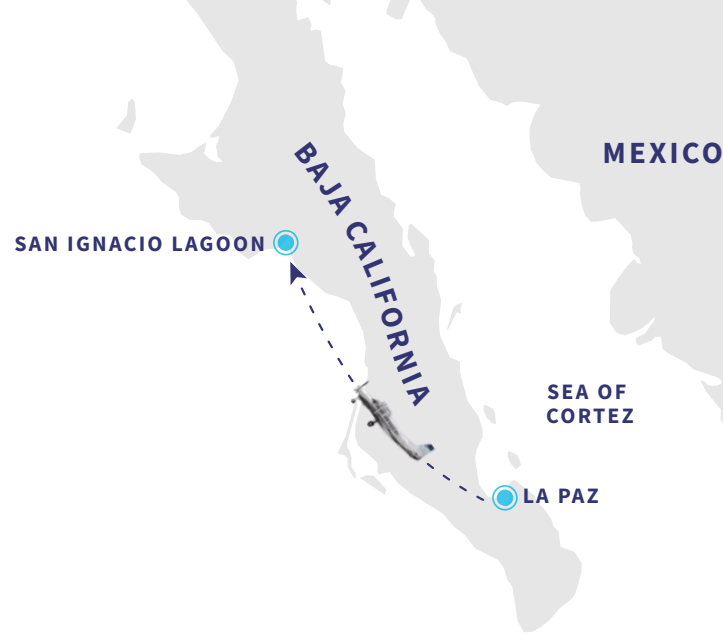 MEXICO
BAJA CALIFORNIA
SAN IGNACIO LAGOON
SEA OF
CORTEZ
LA PAZ